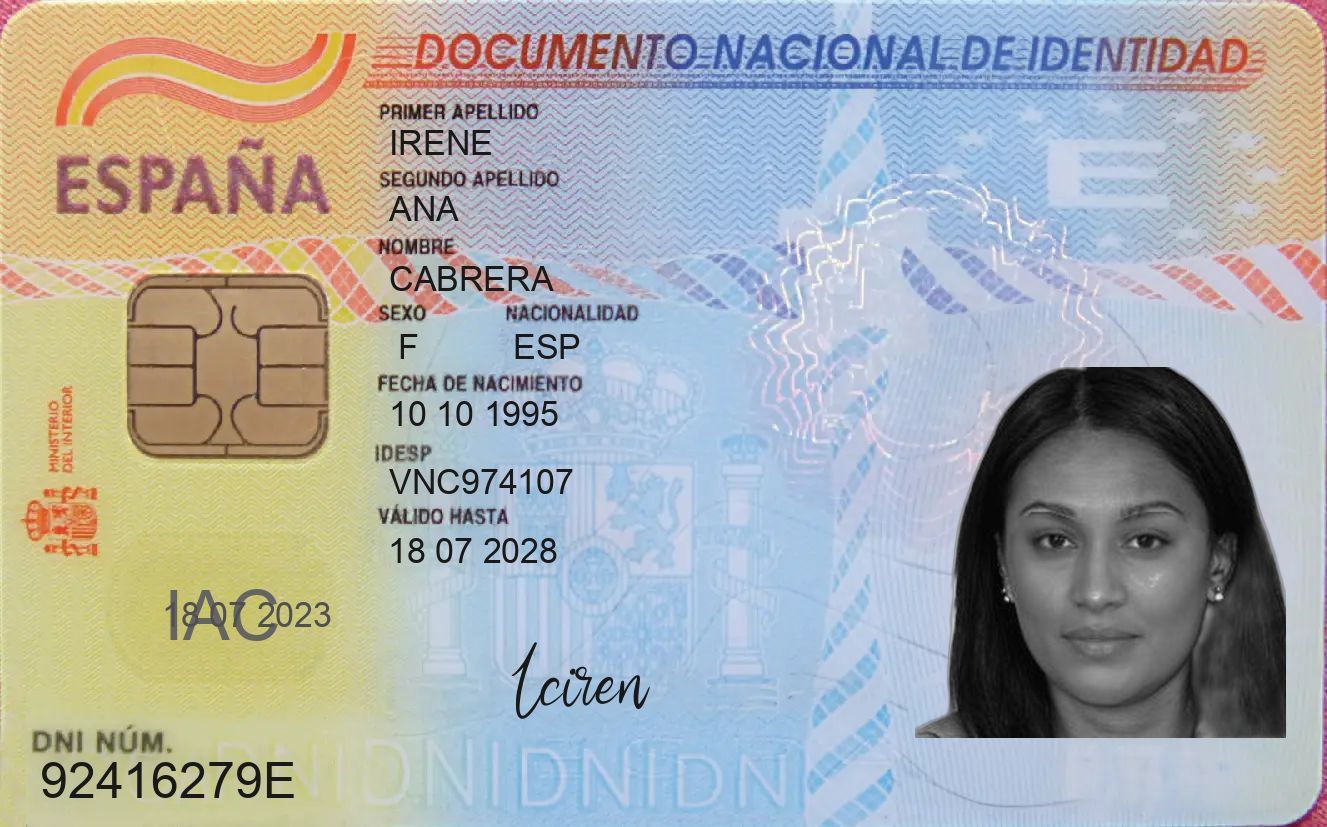 DOCUMENTO NACIONAL DE IDENTIDAD
ESPAÑA
PRIMER APELLIDO
IRENE
SEGUNDO APELLIDO
ANA
NOMBRE
CABRERA
SEXO NACIONALIDAD
F ESP
FECHA DE NACIMIENTO
10 10 1995
IDESP
VNC974107
VÁLIDO HASTA
18 07 2028
MINISTERIO
DEL INTERIOR
E
IAC
18 07 2023
lciren
DNI NÚM.
92416279E
DNIDNIDNIDNI